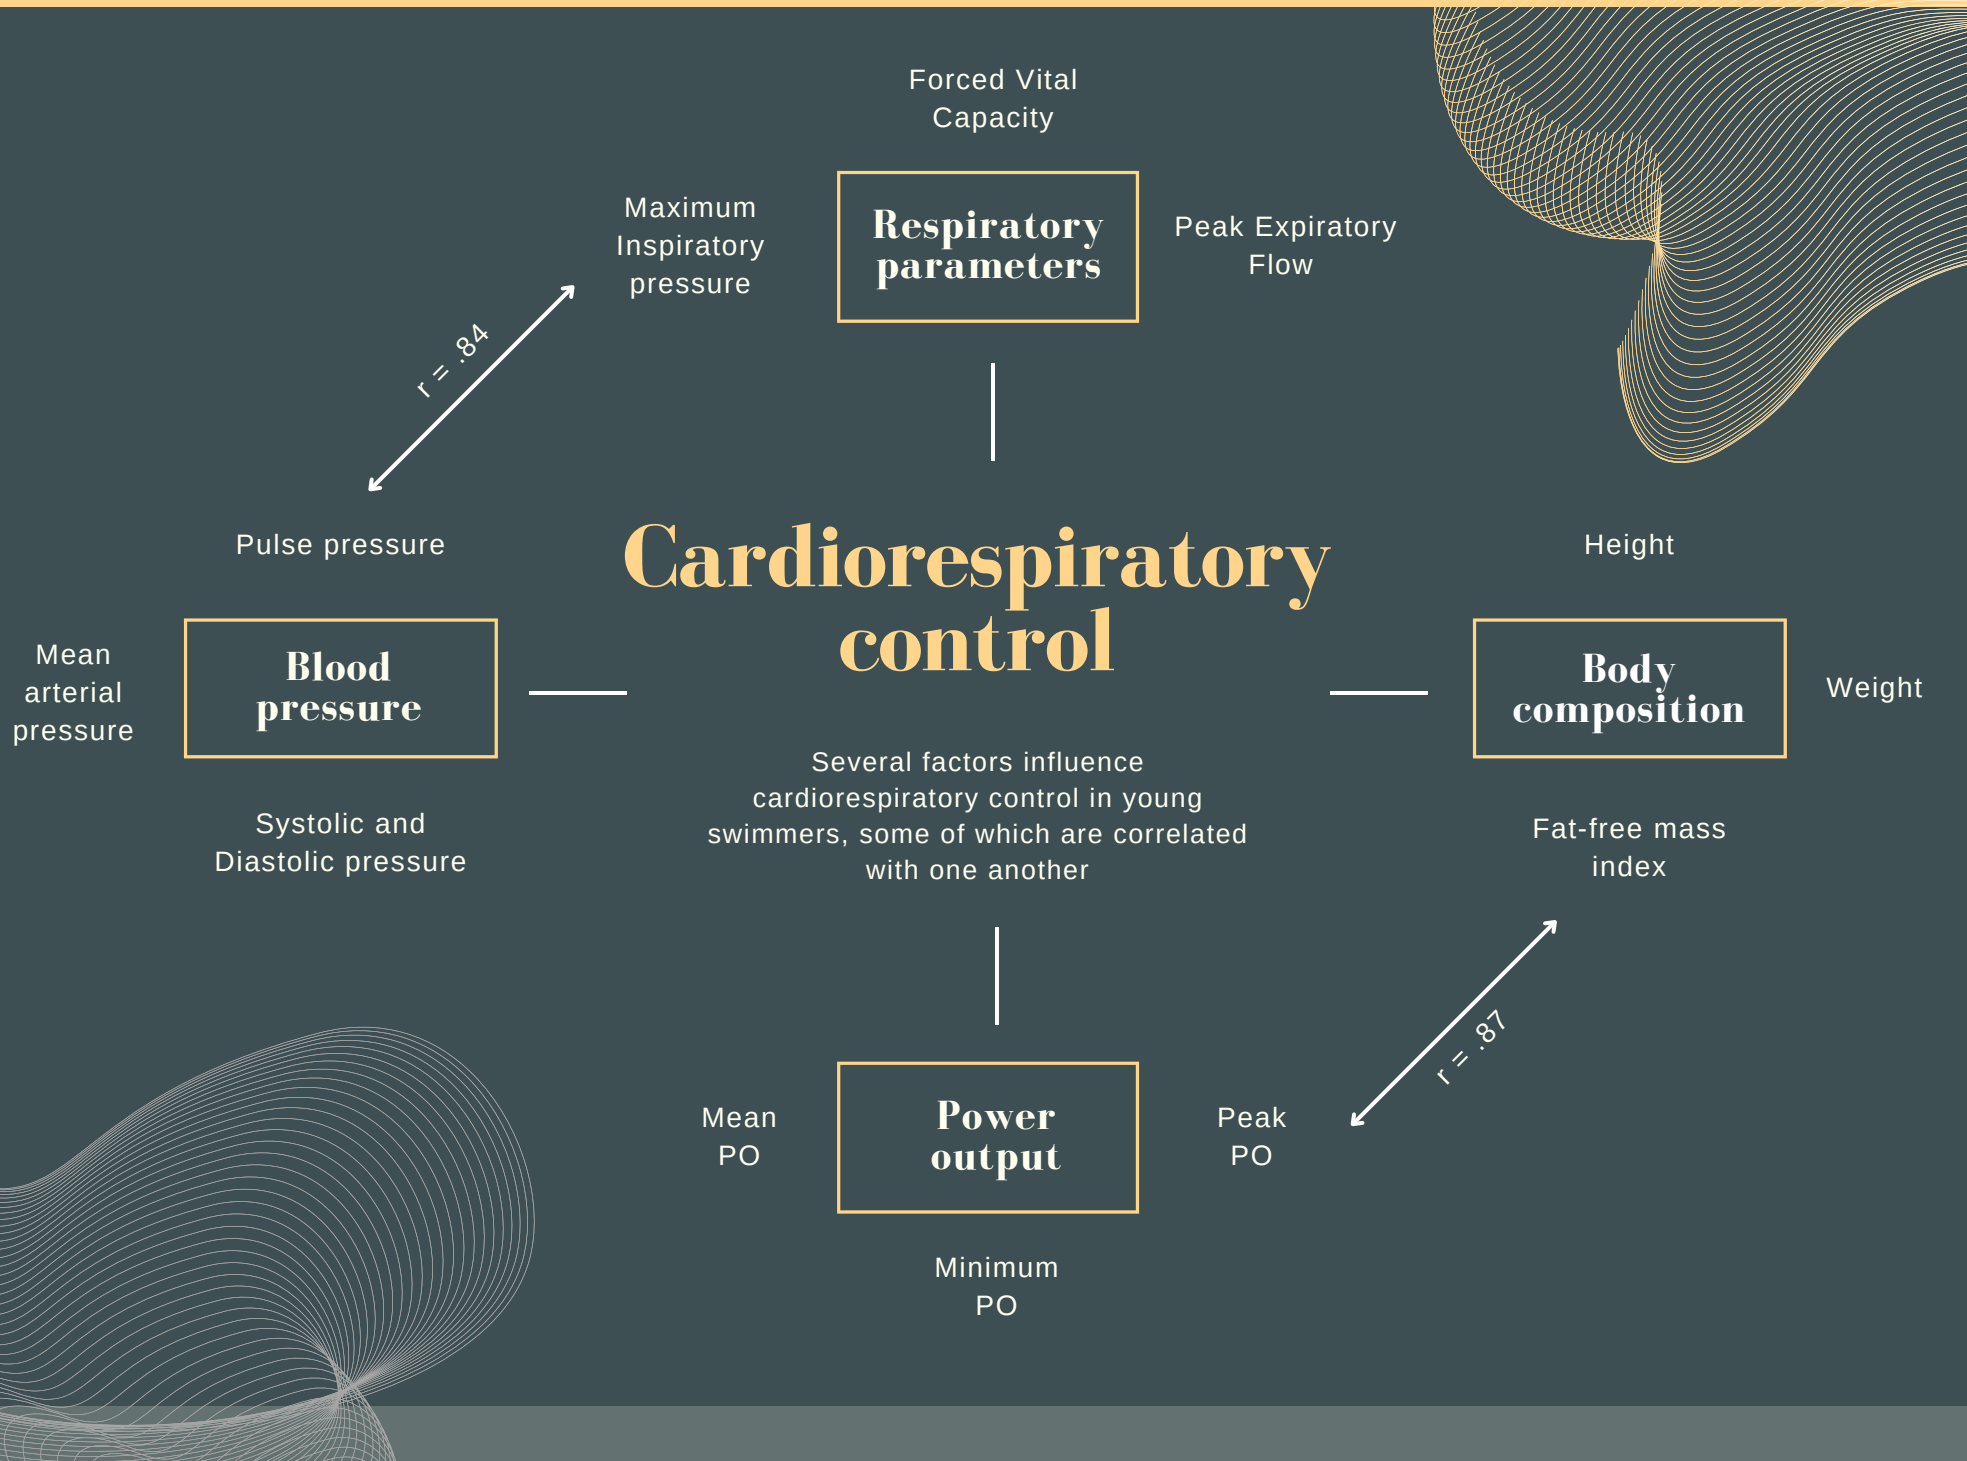 Forced Vital
Capacity
Maximum
Inspiratory
pressure
Respiratory
parameters
Peak Expiratory
Flow
r = .84
Pulse pressure
Mean
arterial
pressure
Blood
pressure
Systolic and
Diastolic pressure
Cardiorespiratory
control
Several factors influence
cardiorespiratory control in young
swimmers, some of which are correlated
with one another
Height
Body
composition
Weight
Fat-free mass
index
r = .87
Mean
PO
Power
output
Peak
PO
Minimum
PO